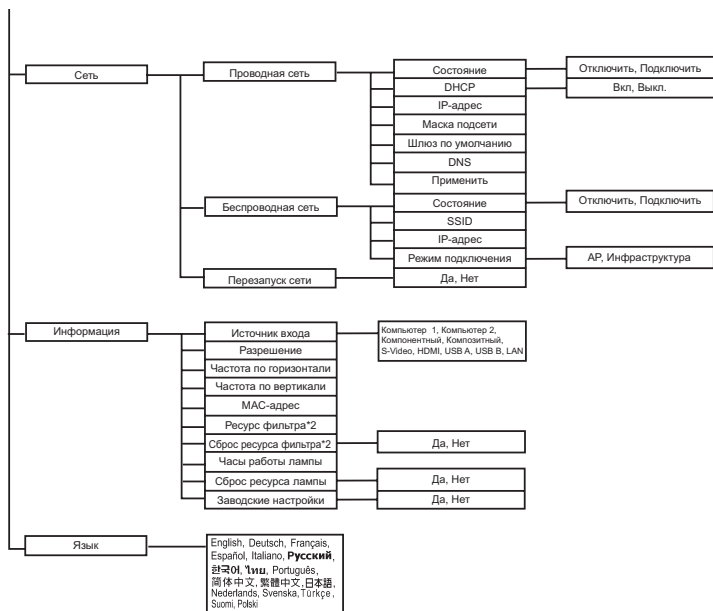 Сеть
Проводная сеть
Состояние
Отключить, Подключить
DHCP
Вкл, Выкл.
IP-адрес
Маска подсети
Шлюз по умолчанию
DNS
Применить
Беспроводная сеть
Состояние
Отключить, Подключить
SSID
IP-адрес
Режим подключения
AP, Инфраструктура
Перезапуск сети
Да, Нет
Информация
Источник входа
Компьютер 1, Компьютер 2,
Компонентный, Композитный,
S-Video, HDMI, USB A, USB B, LAN
Разрешение
Частота по горизонтали
Частота по вертикали
MAC-адрес
Ресурс фильтра*2
Сброс ресурса фильтра*2
Да, Нет
Часы работы лампы
Сброс ресурса лампы
Да, Нет
Заводские настройки
Да, Нет
Язык
English, Deutsch, Français,
Español, Italiano, Русский,
한국어, ไทย, Português,
简体中文, 繁體中文, 日本語,
Nederlands, Svenska, Türkçe,
Suomi, Polski